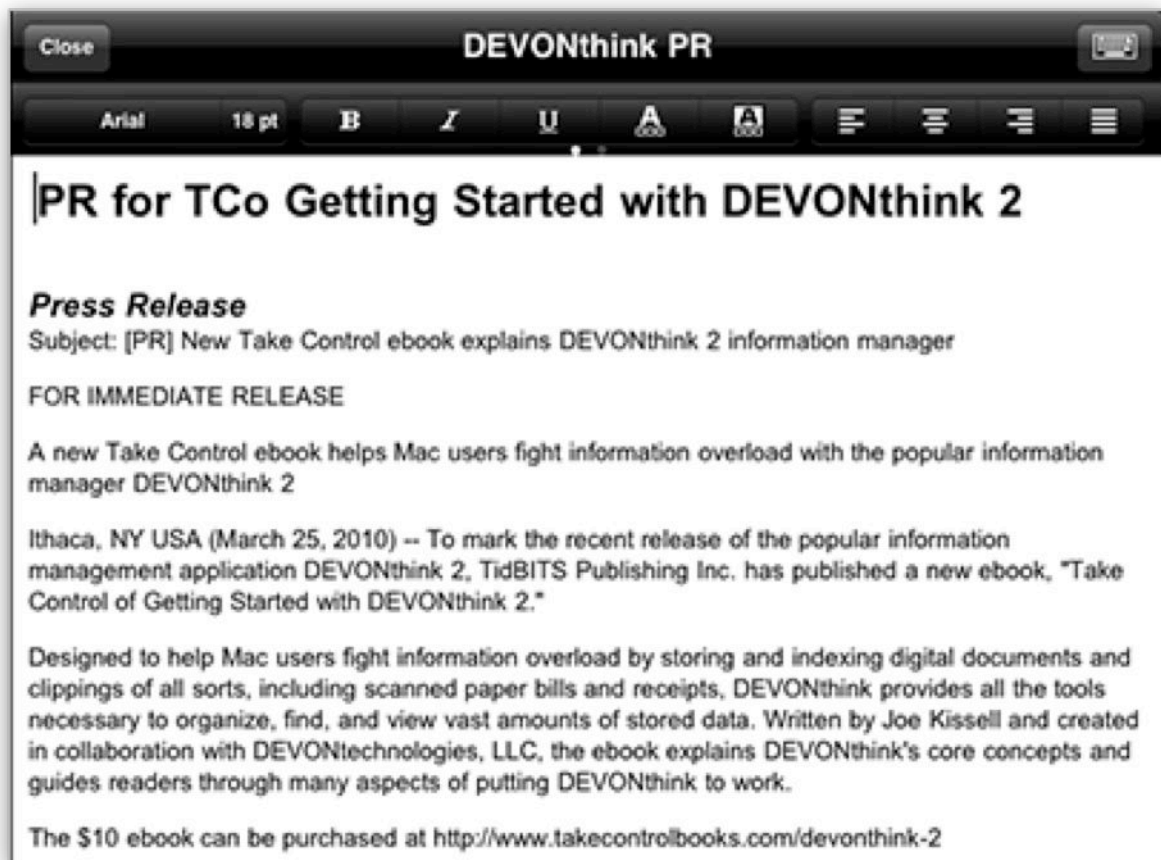 Close DEVONthink PR
Arial 18 pt B I U A A
PR for TCo Getting Started with DEVONthink 2
Press Release
Subject: [PR] New Take Control ebook explains DEVONthink 2 information manager
FOR IMMEDIATE RELEASE
A new Take Control ebook helps Mac users fight information overload with the popular information
manager DEVONthink 2
Ithaca, NY USA (March 25, 2010) -- To mark the recent release of the popular information
management application DEVONthink 2, TidBITS Publishing Inc. has published a new ebook, "Take
Control of Getting Started with DEVONthink 2."
Designed to help Mac users fight information overload by storing and indexing digital documents and
clippings of all sorts, including scanned paper bills and receipts, DEVONthink provides all the tools
necessary to organize, find, and view vast amounts of stored data. Written by Joe Kissell and created
in collaboration with DEVONtechnologies, LLC, the ebook explains DEVONthink's core concepts and
guides readers through many aspects of putting DEVONthink to work.
The $10 ebook can be purchased at http://www.takecontrolbooks.com/devonthink-2